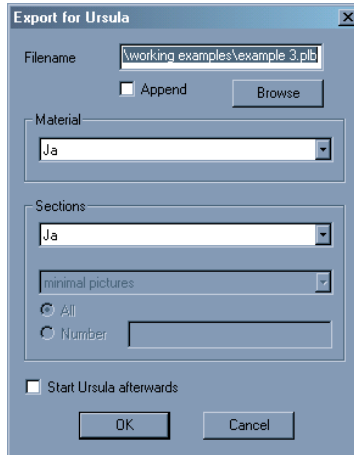 Export for Ursula
Filename
\working examples\example 3.plb
Append
Browse
Material
Ja
Sections
Ja
minimal pictures
All
Number
Start Ursula afterwards
OK
Cancel